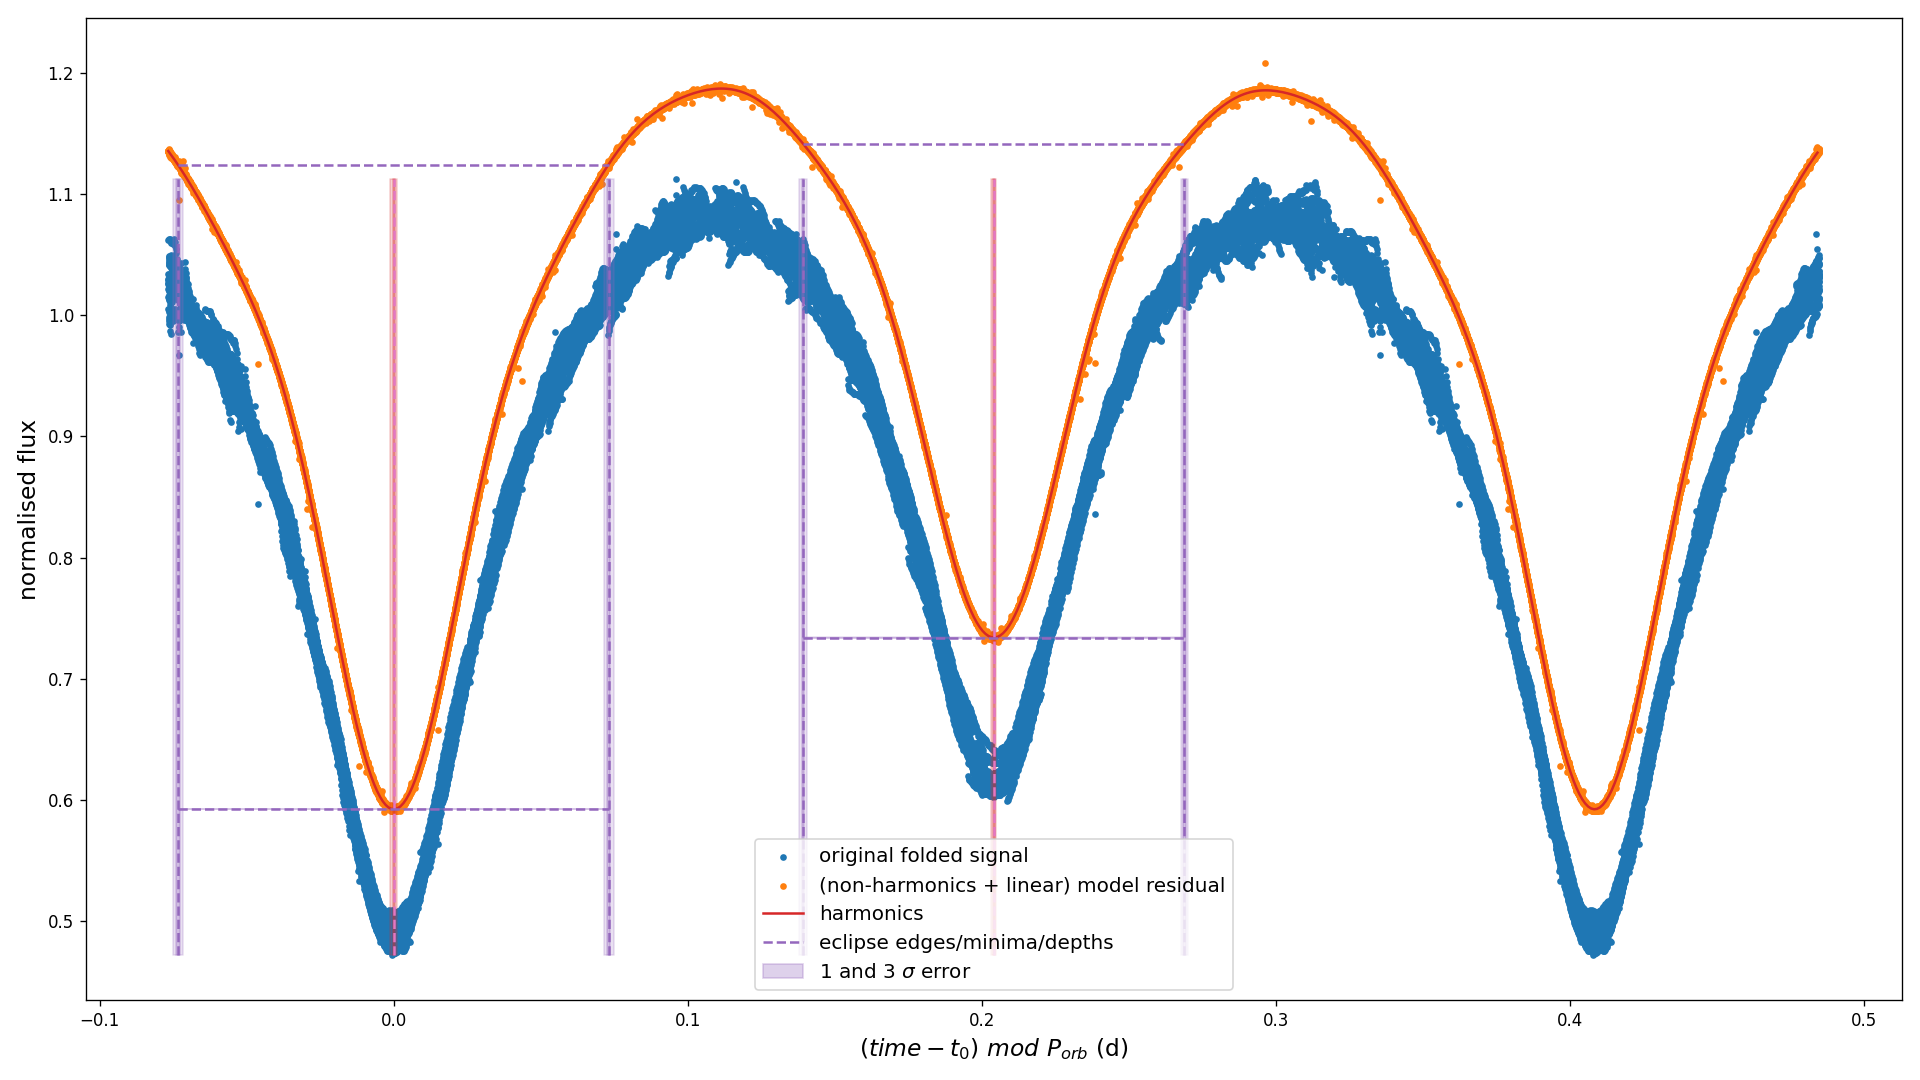 1.2
1.1
1.0
0.9
0.8
0.7
0.6
0.5
normalised flux
original folded signal
(non-harmonics + linear) model residual
harmonics
eclipse edges/minima/depths
1 and 3 σ error
−0.1 0.0 0.1 0.2 0.3 0.4 0.5
(time − t₀) mod Pₒᵣb (d)